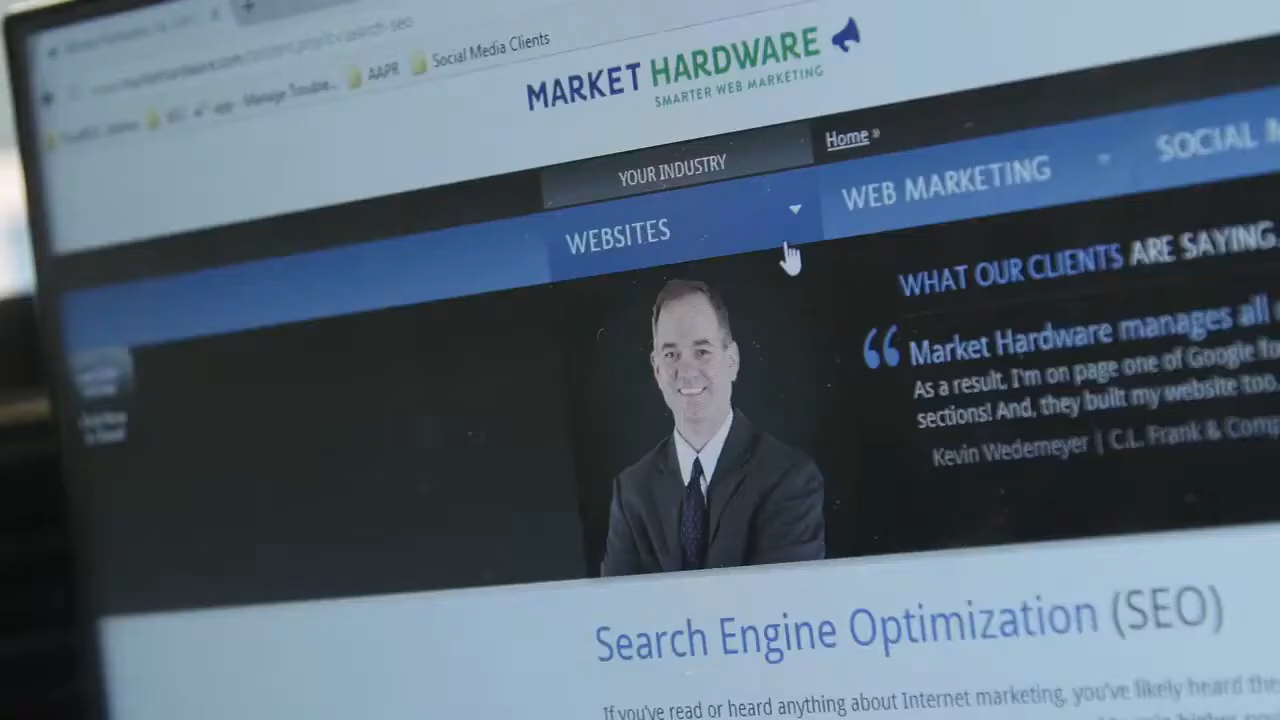 AAPR
Social Media Clients
MARKET HARDWARE
SMARTER WEB MARKETING
YOUR INDUSTRY
Home »
WEBSITES
WEB MARKETING
SOCIAL
WHAT OUR CLIENTS ARE SAYING
“ Market Hardware manages all
As a result, I'm on page one of Google
sections! And, they built my website too,
Kevin Wedemeyer | C.L. Frank &
Search Engine Optimization (SEO)
If you've read or heard anything about Internet marketing, you've likely heard